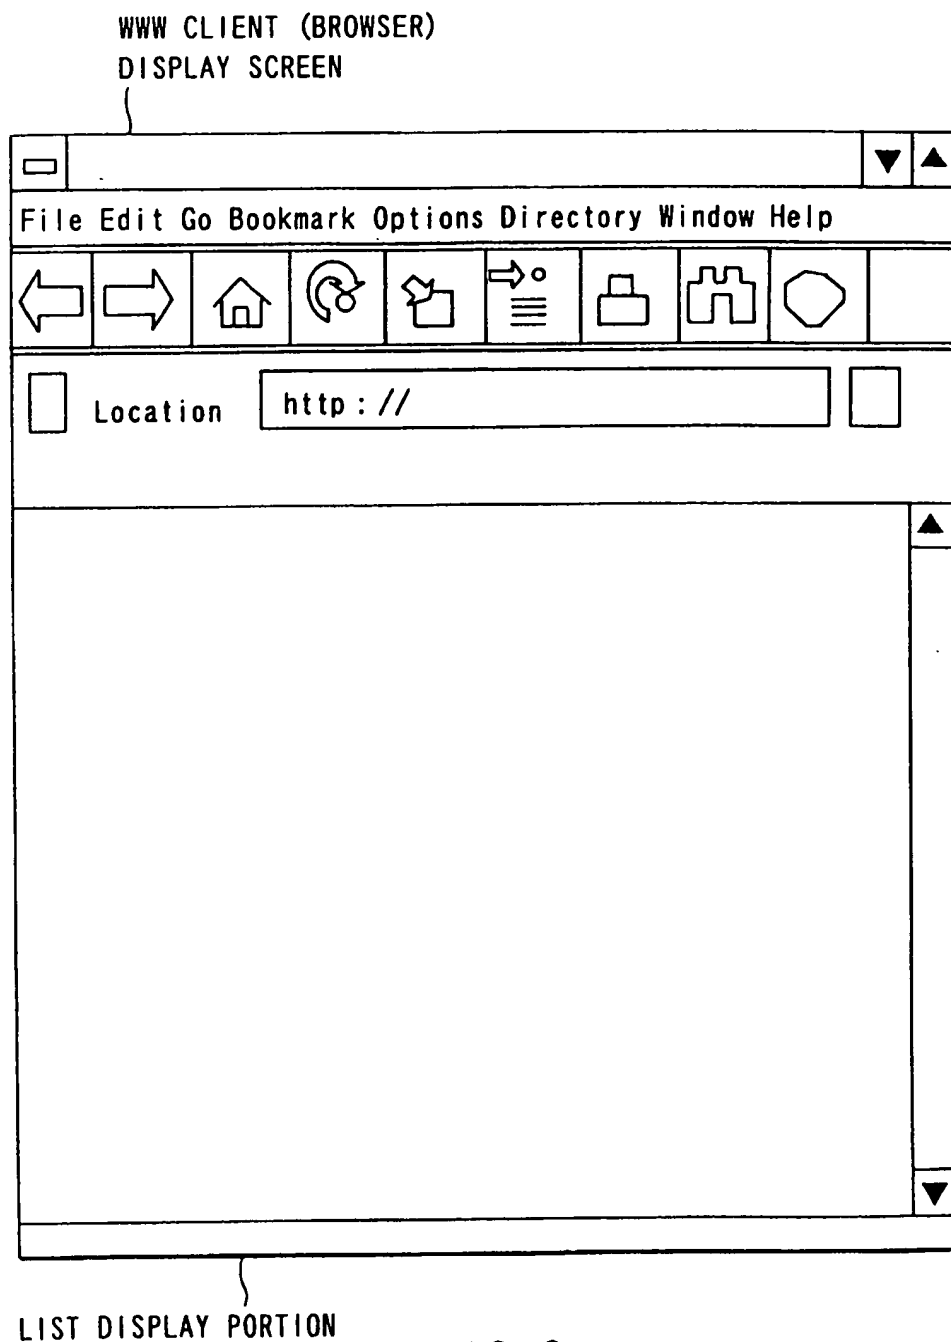 WWW CLIENT (BROWSER)
DISPLAY SCREEN
File Edit Go Bookmark Options Directory Window Help
Location http://
LIST DISPLAY PORTION